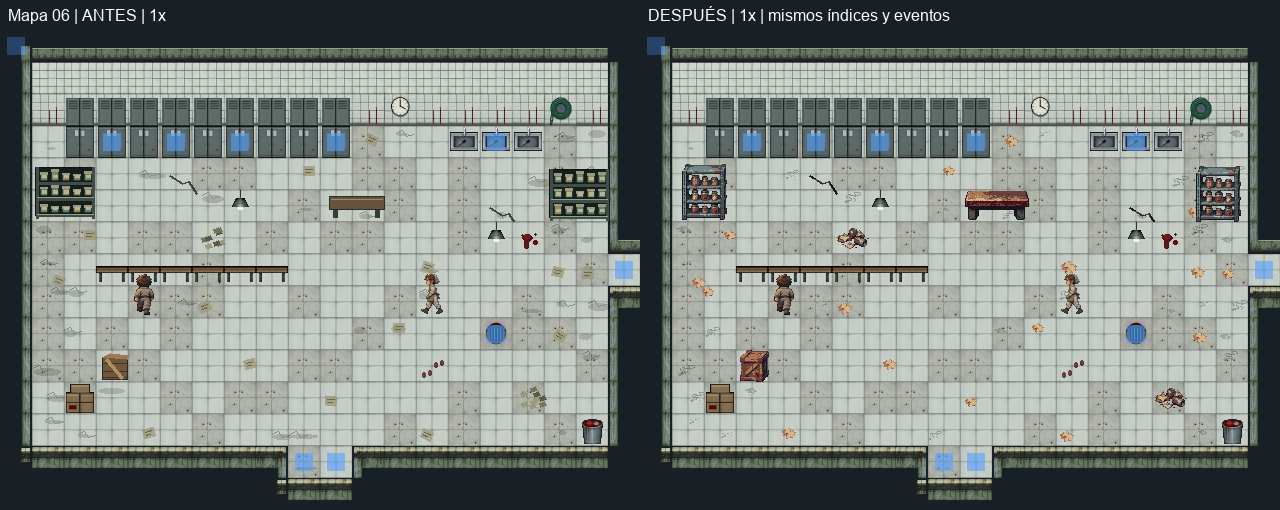 Mapa 06 | ANTES | 1x
DESPUÉS | 1x | mismos índices y eventos